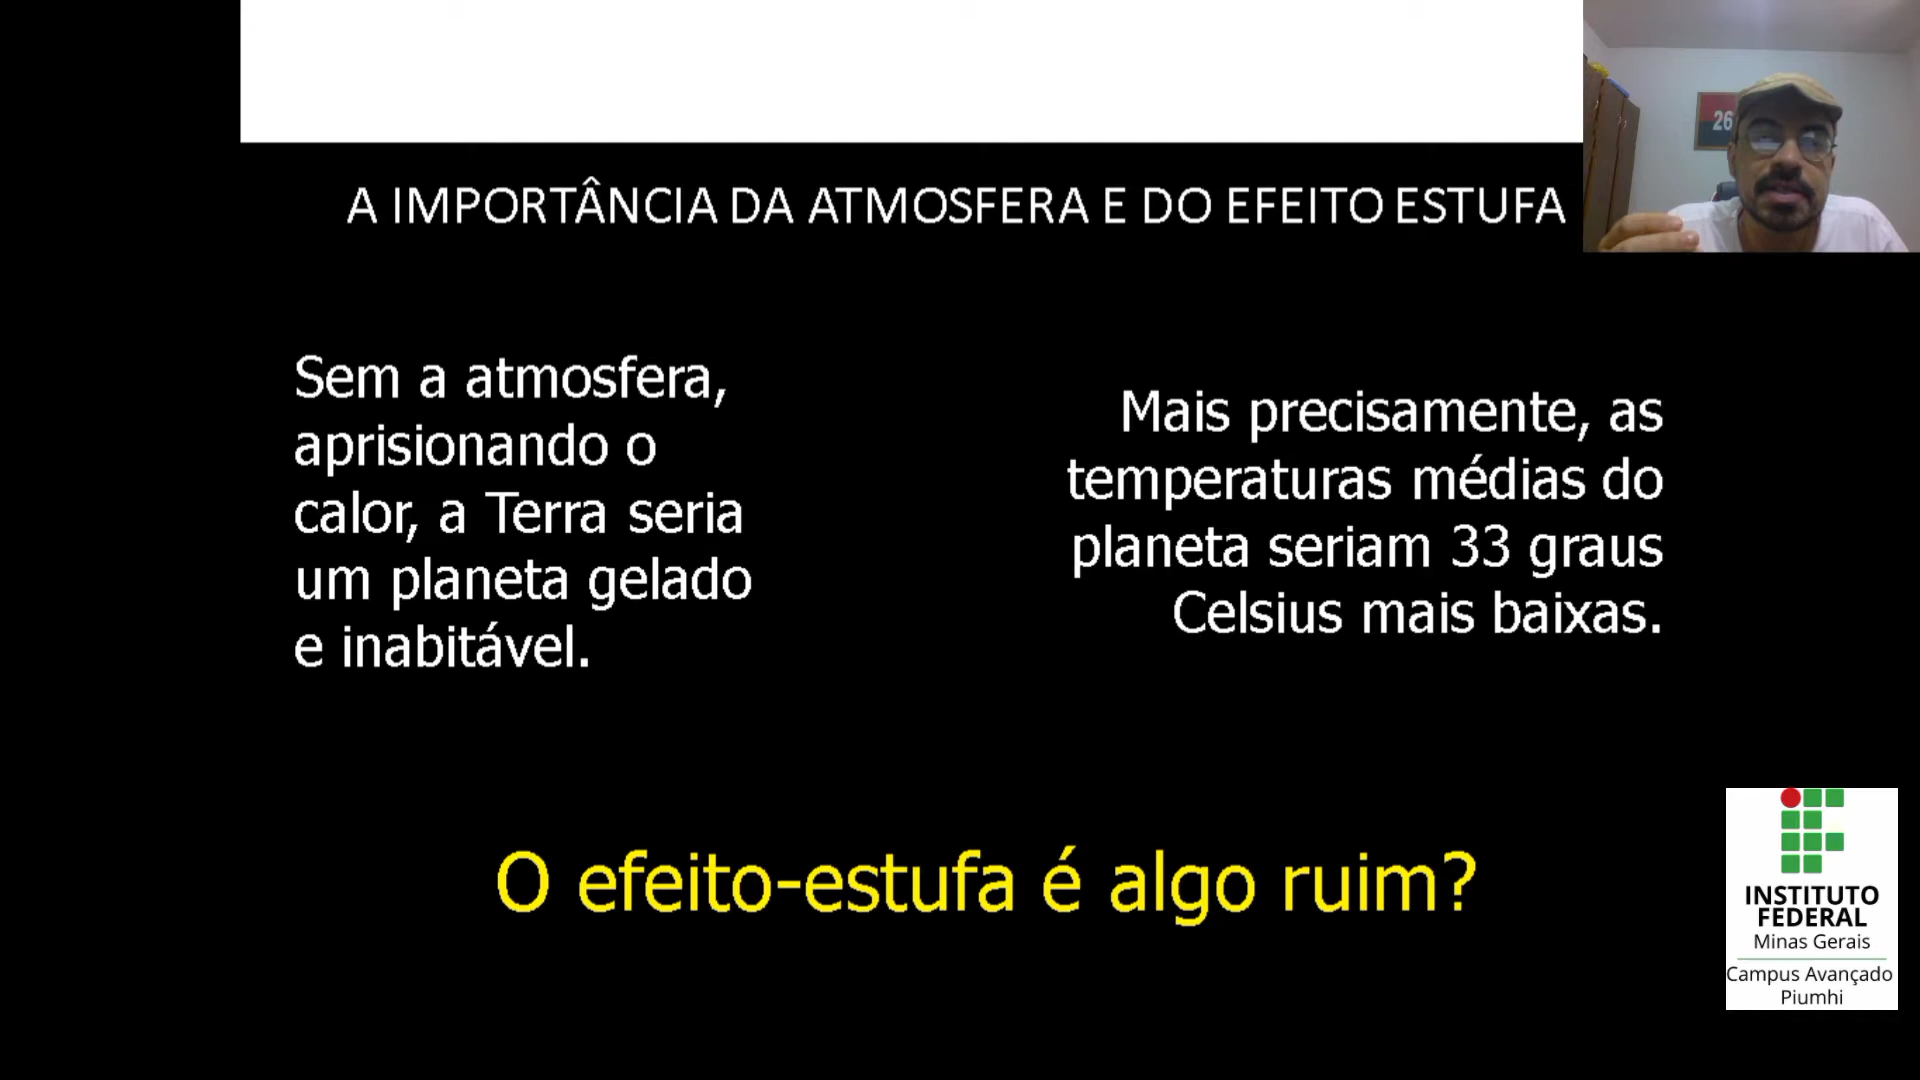 A IMPORTÂNCIA DA ATMOSFERA E DO EFEITO ESTUFA
26
Sem a atmosfera,
aprisionando o
calor, a Terra seria
um planeta gelado
e inabitável.
Mais precisamente, as
temperaturas médias do
planeta seriam 33 graus
Celsius mais baixas.
O efeito-estufa é algo ruim?
INSTITUTO
FEDERAL
Minas Gerais
Campus Avançado
Piumhi